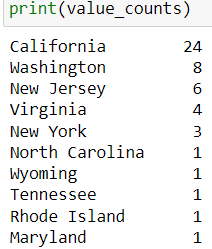 print(value_counts)
California 24
Washington 8
New Jersey 6
Virginia 4
New York 3
North Carolina 1
Wyoming 1
Tennessee 1
Rhode Island 1
Maryland 1